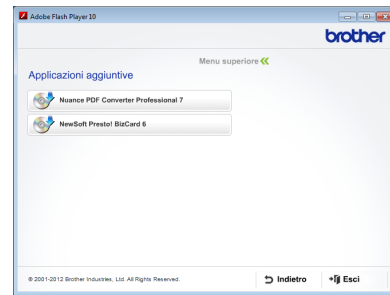 Adobe Flash Player 10
brother
Menu superiore
Applicazioni aggiuntive
Nuance PDF Converter Professional 7
NewSoft Presto! BizCard 6
© 2001-2012 Brother Industries, Ltd. All Rights Reserved.
Indietro
Esci